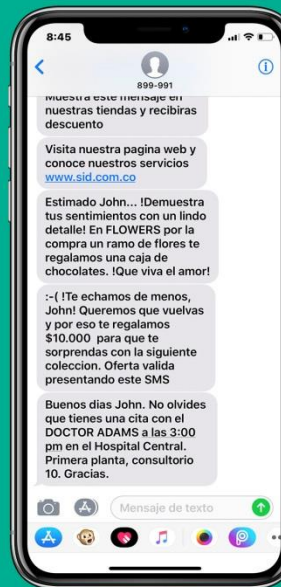 8:45
899-991
Muestra este mensaje en
nuestras tiendas y recibiras
descuento
Visita nuestra pagina web y
conoce nuestros servicios
www.sid.com.co
Estimado John... !Demuestra
tus sentimientos con un lindo
detalle! En FLOWERS por la
compra un ramo de flores te
regalamos una caja de
chocolates. !Que viva el amor!
:-( !Te echamos de menos,
John! Queremos que vuelvas
y por eso te regalamos
$10.000 para que te
sorprendas con la siguiente
coleccion. Oferta valida
presentando este SMS
Buenos dias John. No olvides
que tienes una cita con el
DOCTOR ADAMS a las 3:00
pm en el Hospital Central.
Primera planta, consultorio
10. Gracias.
Mensaje de texto